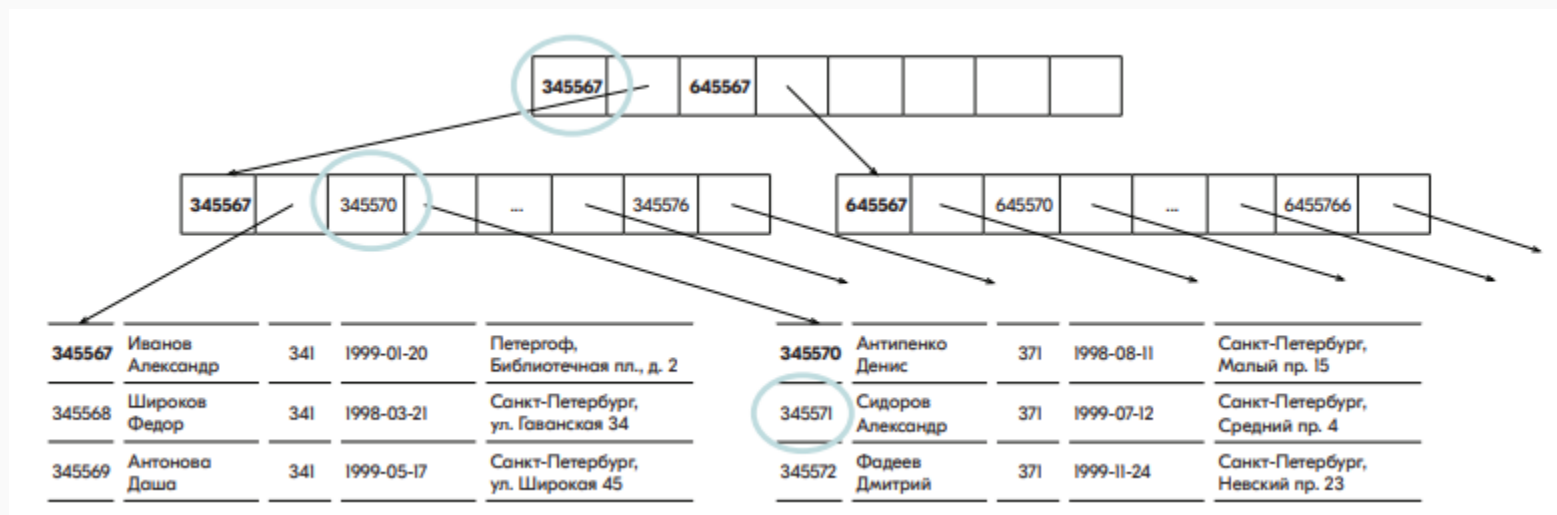 345567 645567
345567 345570 ... 345576 645567 645570 ... 6455766
345567 Иванов Александр 341 1999-01-20 Петергоф, Библиотечная пл., д. 2
345568 Широков Федор 341 1998-03-21 Санкт-Петербург, ул. Гаванская 34
345569 Антонова Даша 341 1999-05-17 Санкт-Петербург, ул. Широкая 45
345570 Антипенко Денис 371 1998-08-11 Санкт-Петербург, Малый пр. 15
345571 Сидоров Александр 371 1999-07-12 Санкт-Петербург, Средний пр. 4
345572 Фадеев Дмитрий 371 1999-11-24 Санкт-Петербург, Невский пр. 23